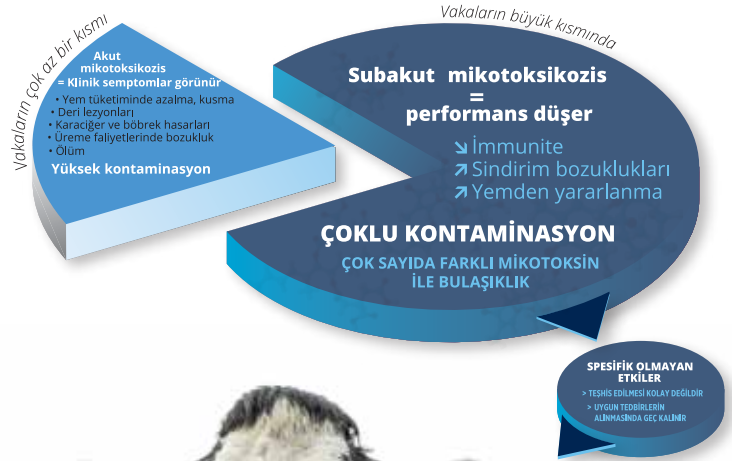 Vakaların çok az bir kısmı
Akut
mikotoksikozis
= Klinik semptomlar görünür
• Yem tüketiminde azalma, kusma
• Deri lezyonları
• Karaciğer ve böbrek hasarları
• Üreme faliyetlerinde bozukluk
• Ölüm
Yüksek kontaminasyon
Vakaların büyük kısmında
Subakut mikotoksikozis
=
performans düşer
↘ İmmunite
↗ Sindirim bozuklukları
↗ Yemden yararlanma
ÇOKLU KONTAMİNASYON
ÇOK SAYIDA FARKLI MİKOTOKSİN
İLE BULAŞIKLIK
SPESİFİK OLMAYAN
ETKİLER
> TEŞHİS EDİLMESİ KOLAY DEĞİLDİR
> UYGUN TEDBİRLERİN
ALINMASINDA GEÇ KALINIR